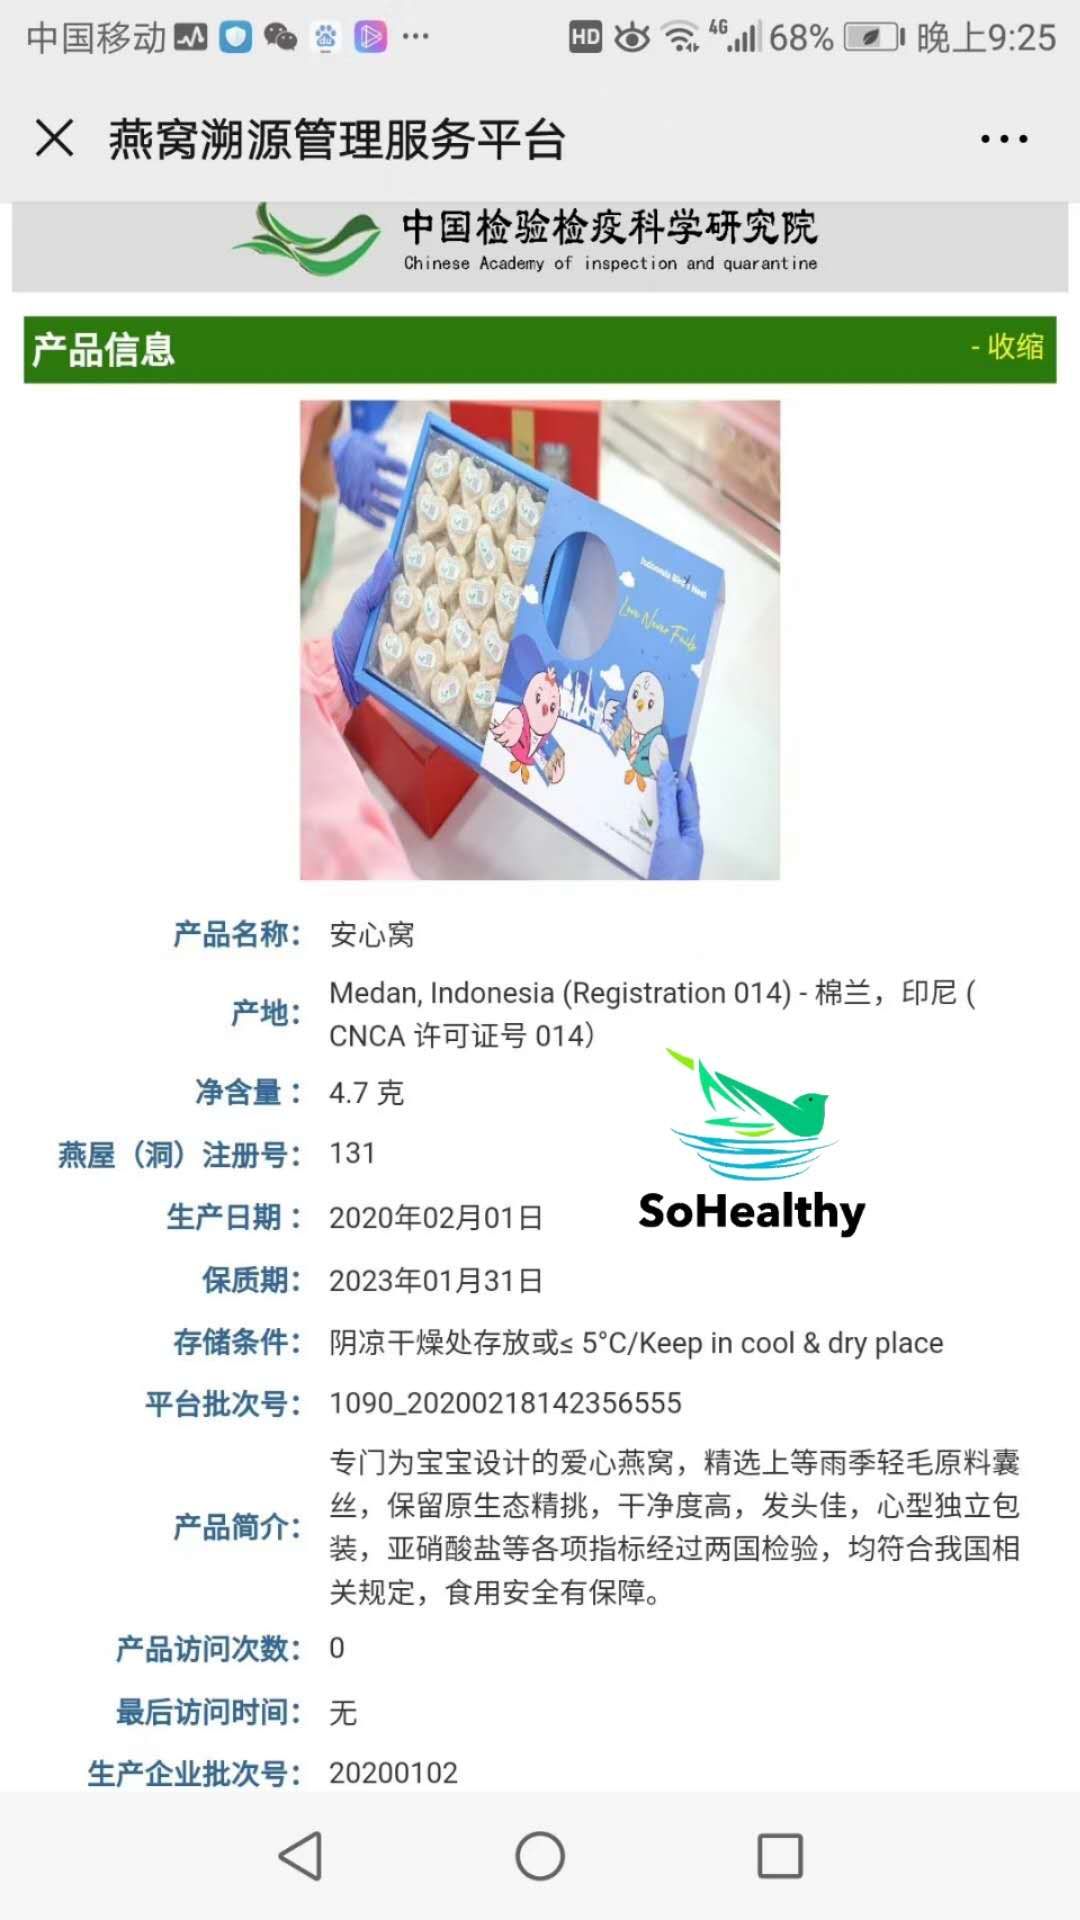 中国移动
HD 4G 68% 晚上9:25
燕窝溯源管理服务平台
中国检验检疫科学研究院
Chinese Academy of inspection and quarantine
产品信息
- 收缩
Indonesia Bird's Nest
Love Never Fails
SoHealthy
产品名称： 安心窝
产地： Medan, Indonesia (Registration 014) - 棉兰，印尼 (
CNCA 许可证号 014）
净含量： 4.7 克
燕屋（洞）注册号： 131
生产日期： 2020年02月01日
SoHealthy
保质期： 2023年01月31日
存储条件： 阴凉干燥处存放或≤ 5°C/Keep in cool & dry place
平台批次号： 1090_20200218142356555
产品简介： 专门为宝宝设计的爱心燕窝，精选上等雨季轻毛原料囊
丝，保留原生态精挑，干净度高，发头佳，心型独立包
装，亚硝酸盐等各项指标经过两国检验，均符合我国相
关规定，食用安全有保障。
产品访问次数： 0
最后访问时间： 无
生产企业批次号： 20200102